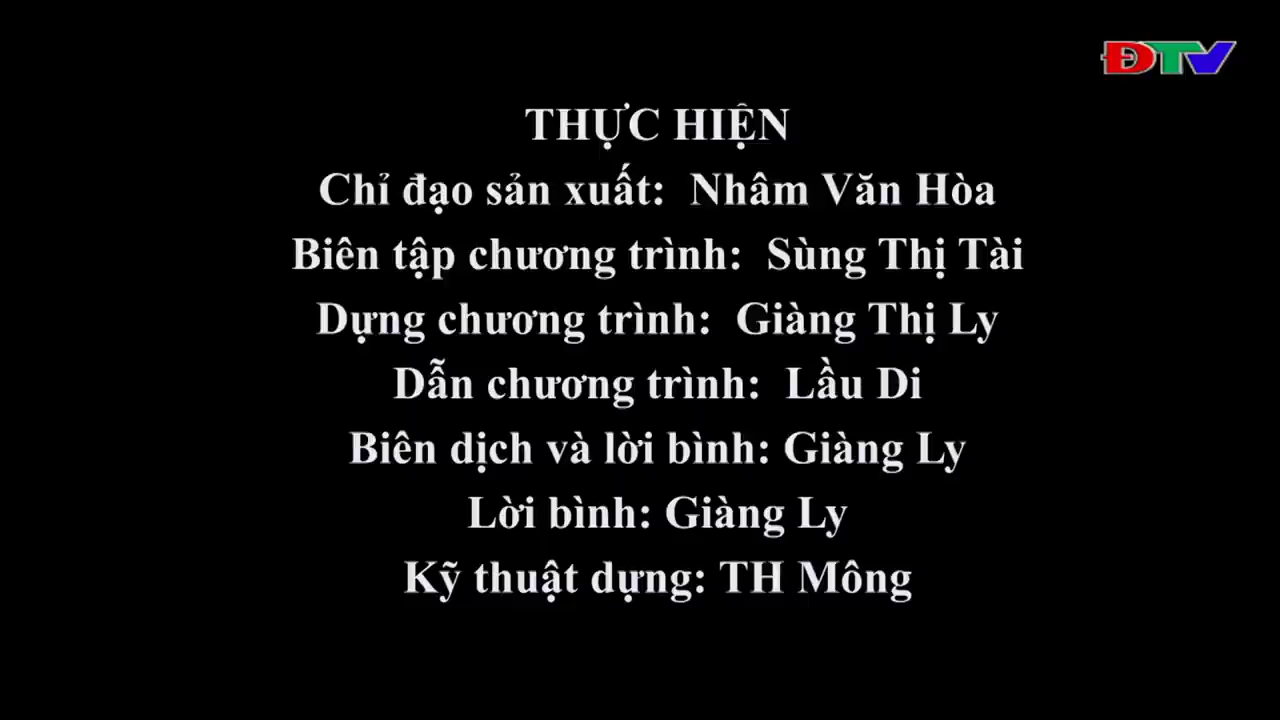 ĐTV
THỰC HIỆN
Chỉ đạo sản xuất: Nhâm Văn Hòa
Biên tập chương trình: Sùng Thị Tài
Dựng chương trình: Giàng Thị Ly
Dẫn chương trình: Lầu Di
Biên dịch và lời bình: Giàng Ly
Lời bình: Giàng Ly
Kỹ thuật dựng: TH Mông